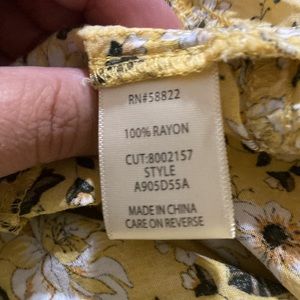 RN#58822
100% RAYON
CUT:8002157
STYLE
A905D55A
MADE IN CHINA
CARE ON REVERSE